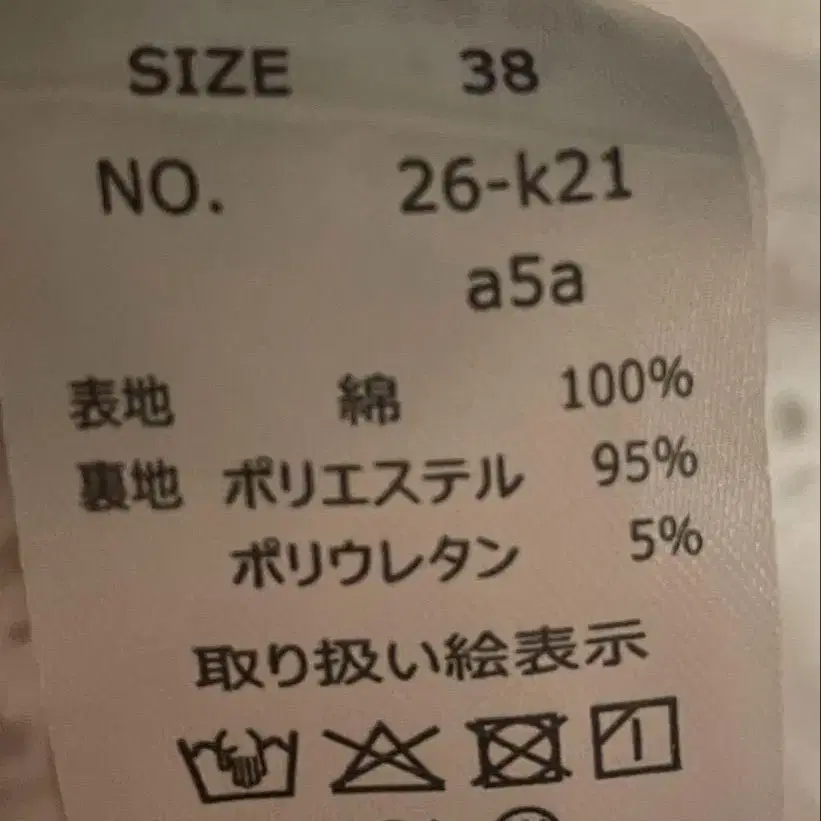 SIZE 38
NO. 26-k21
a5a
表地 綿 100%
裏地 ポリエステル 95%
ポリウレタン 5%
取り扱い絵表示